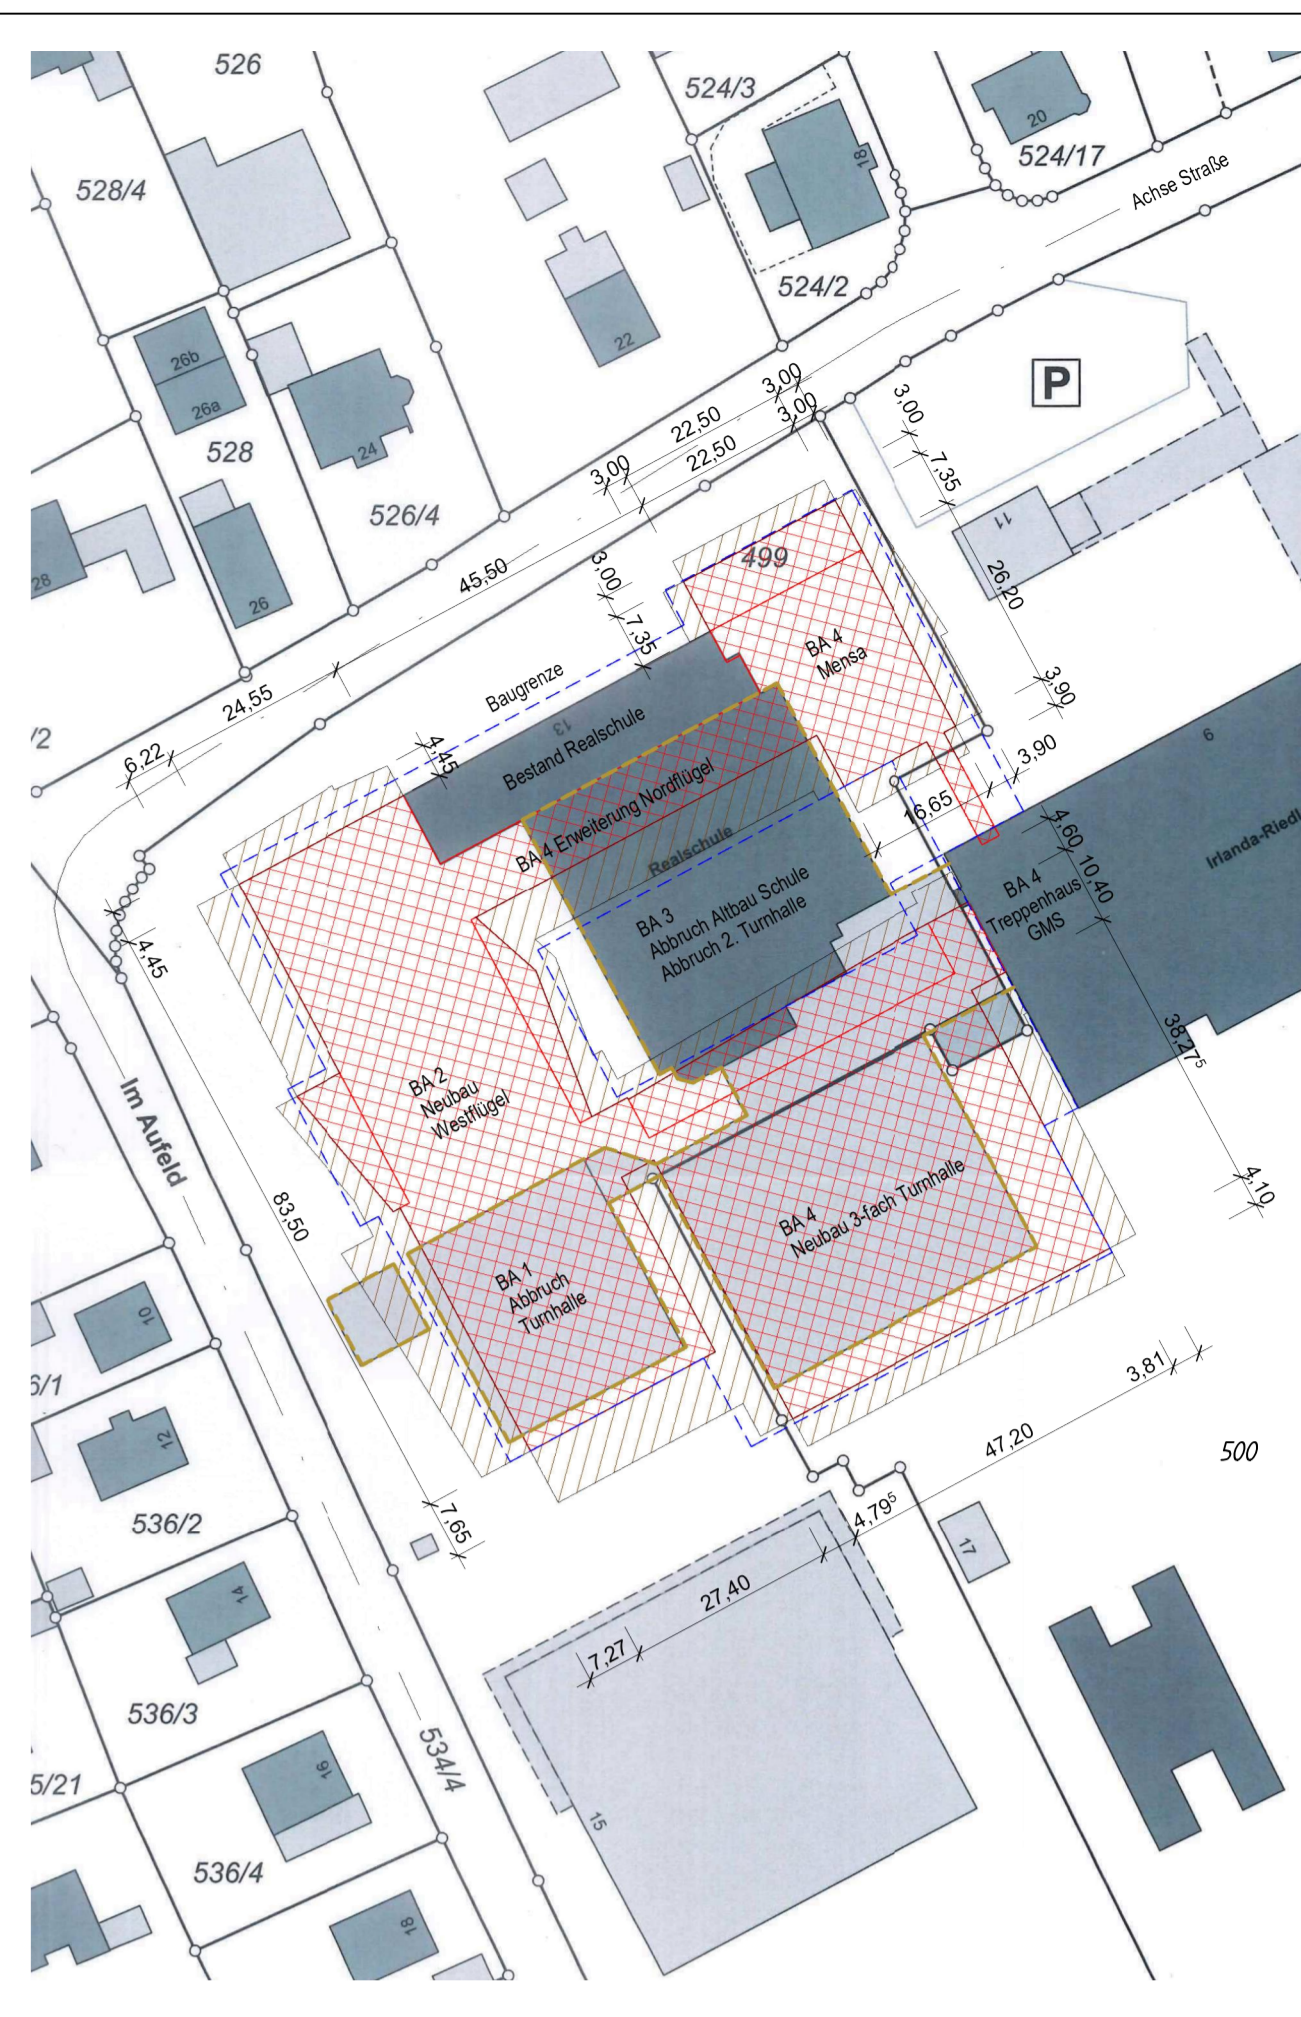 526
524/3
20
524/17
18
528/4
Achse Straße
524/2
22
26b
26a
528
24
526/4
28
26
P
3,00
22,50
3,00
3,00
22,50
3,00
7,35
11
45,50
3,00
7,35
499
26,20
BA 4
Mensa
3,90
Baugrenze
24,55
/2
6,22
13
Bestand Realschule
4,45
BA 4 Erweiterung Nordflügel
Realschule
3,90
6
16,65
4,60
10,40
Irlanda-Riedl
BA 3
Abbruch Altbau Schule
Abbruch 2. Turnhalle
BA 4
Treppenhaus
GMS
4,45
38,27⁵
Im Aufeld
BA 2
Neubau
Westflügel
83,50
BA 4
Neubau 3-fach Turnhalle
4,10
BA 1
Abbruch
Turnhalle
10
6/1
3,81
12
47,20
500
536/2
7,65
4,79⁵
17
14
27,40
7,27
536/3
534/4
5/21
16
15
536/4
18